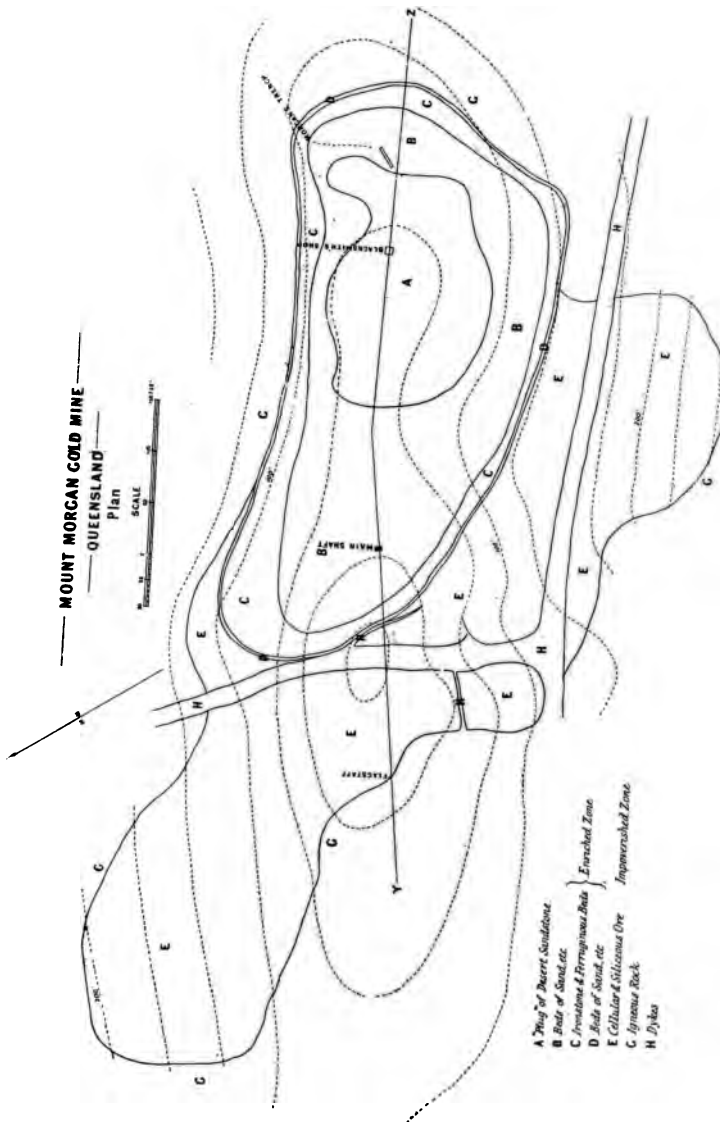 MOUNT MORGAN GOLD MINE
QUEENSLAND
Plan
SCALE
MAIN SHAFT
BLACKSMITH'S SHOP
FLAGSTAFF
Y
Z
A
B
B
B
C
C
C
C
D
D
D
E
E
E
E
E
E
E
E
G
G
G
G
G
G
H
H
H
H
A "Plug" of Desert Sandstone
B Beds of Sand, etc
C Ironstone & Ferruginous Beds } Enriched Zone
D Beds of Sand, etc
E Cellular & Siliceous Ore Impoverished Zone
G Igneous Rock
H Dykes